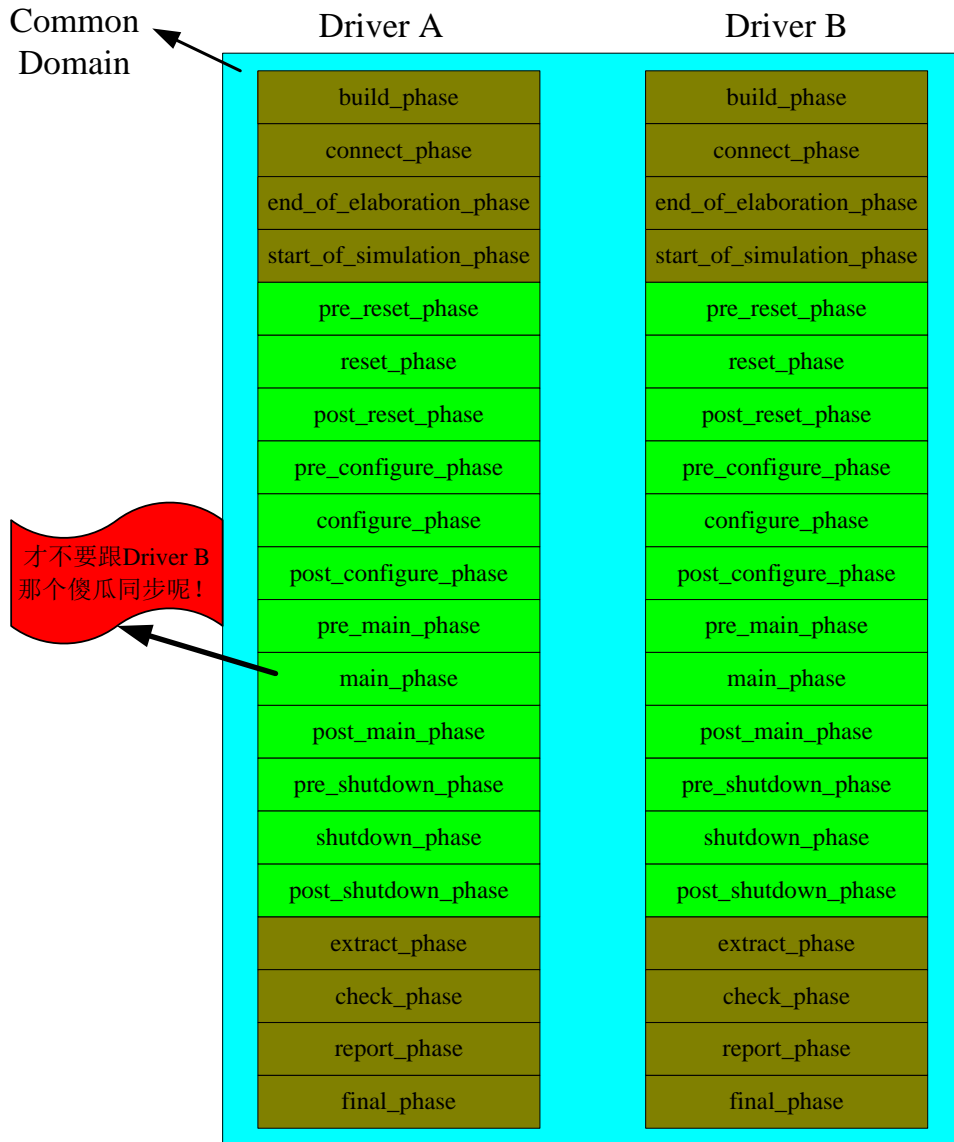 Common
Domain
Driver A
Driver B
build_phase
connect_phase
end_of_elaboration_phase
start_of_simulation_phase
pre_reset_phase
reset_phase
post_reset_phase
pre_configure_phase
configure_phase
post_configure_phase
pre_main_phase
main_phase
post_main_phase
pre_shutdown_phase
shutdown_phase
post_shutdown_phase
extract_phase
check_phase
report_phase
final_phase
build_phase
connect_phase
end_of_elaboration_phase
start_of_simulation_phase
pre_reset_phase
reset_phase
post_reset_phase
pre_configure_phase
configure_phase
post_configure_phase
pre_main_phase
main_phase
post_main_phase
pre_shutdown_phase
shutdown_phase
post_shutdown_phase
extract_phase
check_phase
report_phase
final_phase
才不要跟Driver B
那个傻瓜同步呢!